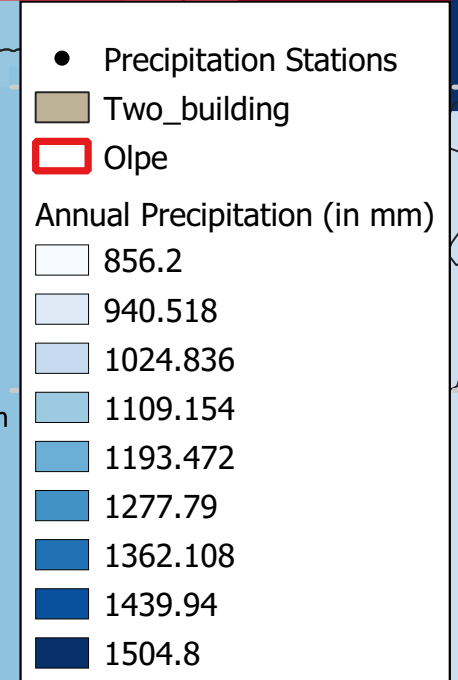 Precipitation Stations
Two_building
Olpe
Annual Precipitation (in mm)
856.2
940.518
1024.836
1109.154
1193.472
1277.79
1362.108
1439.94
1504.8